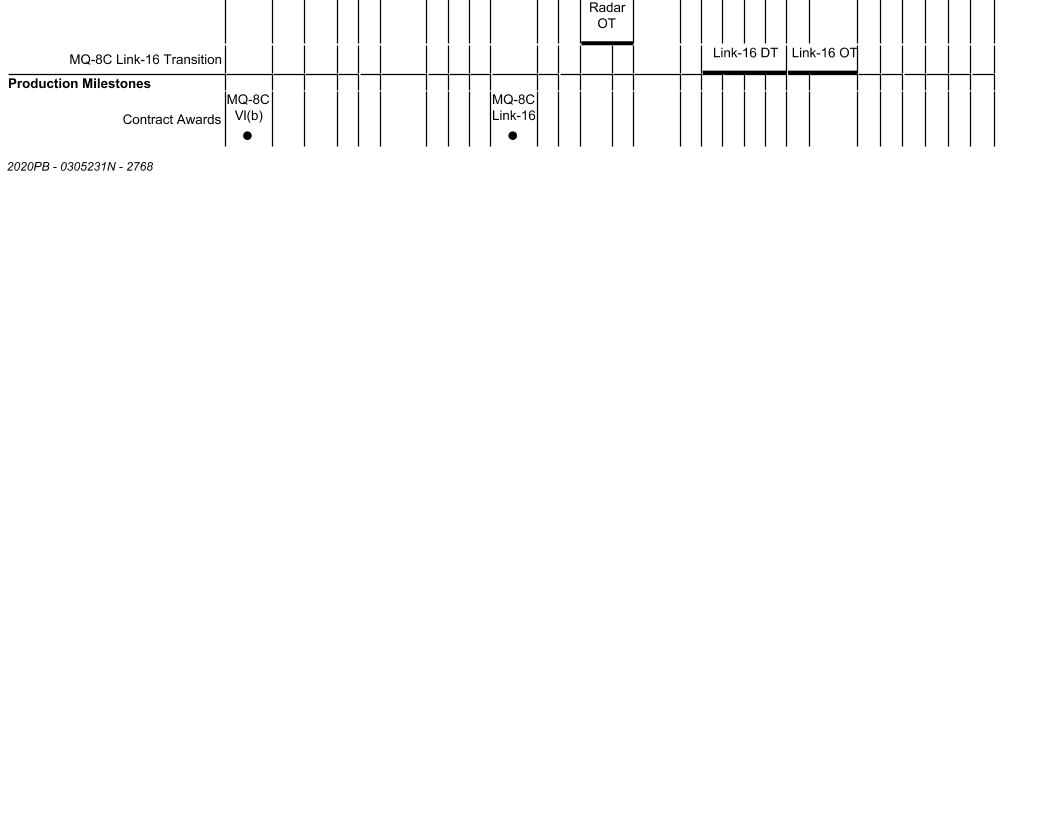 Radar
OT
MQ-8C Link-16 Transition
Link-16 DT
Link-16 OT
Production Milestones
Contract Awards
MQ-8C
VI(b)
MQ-8C
Link-16
2020PB - 0305231N - 2768